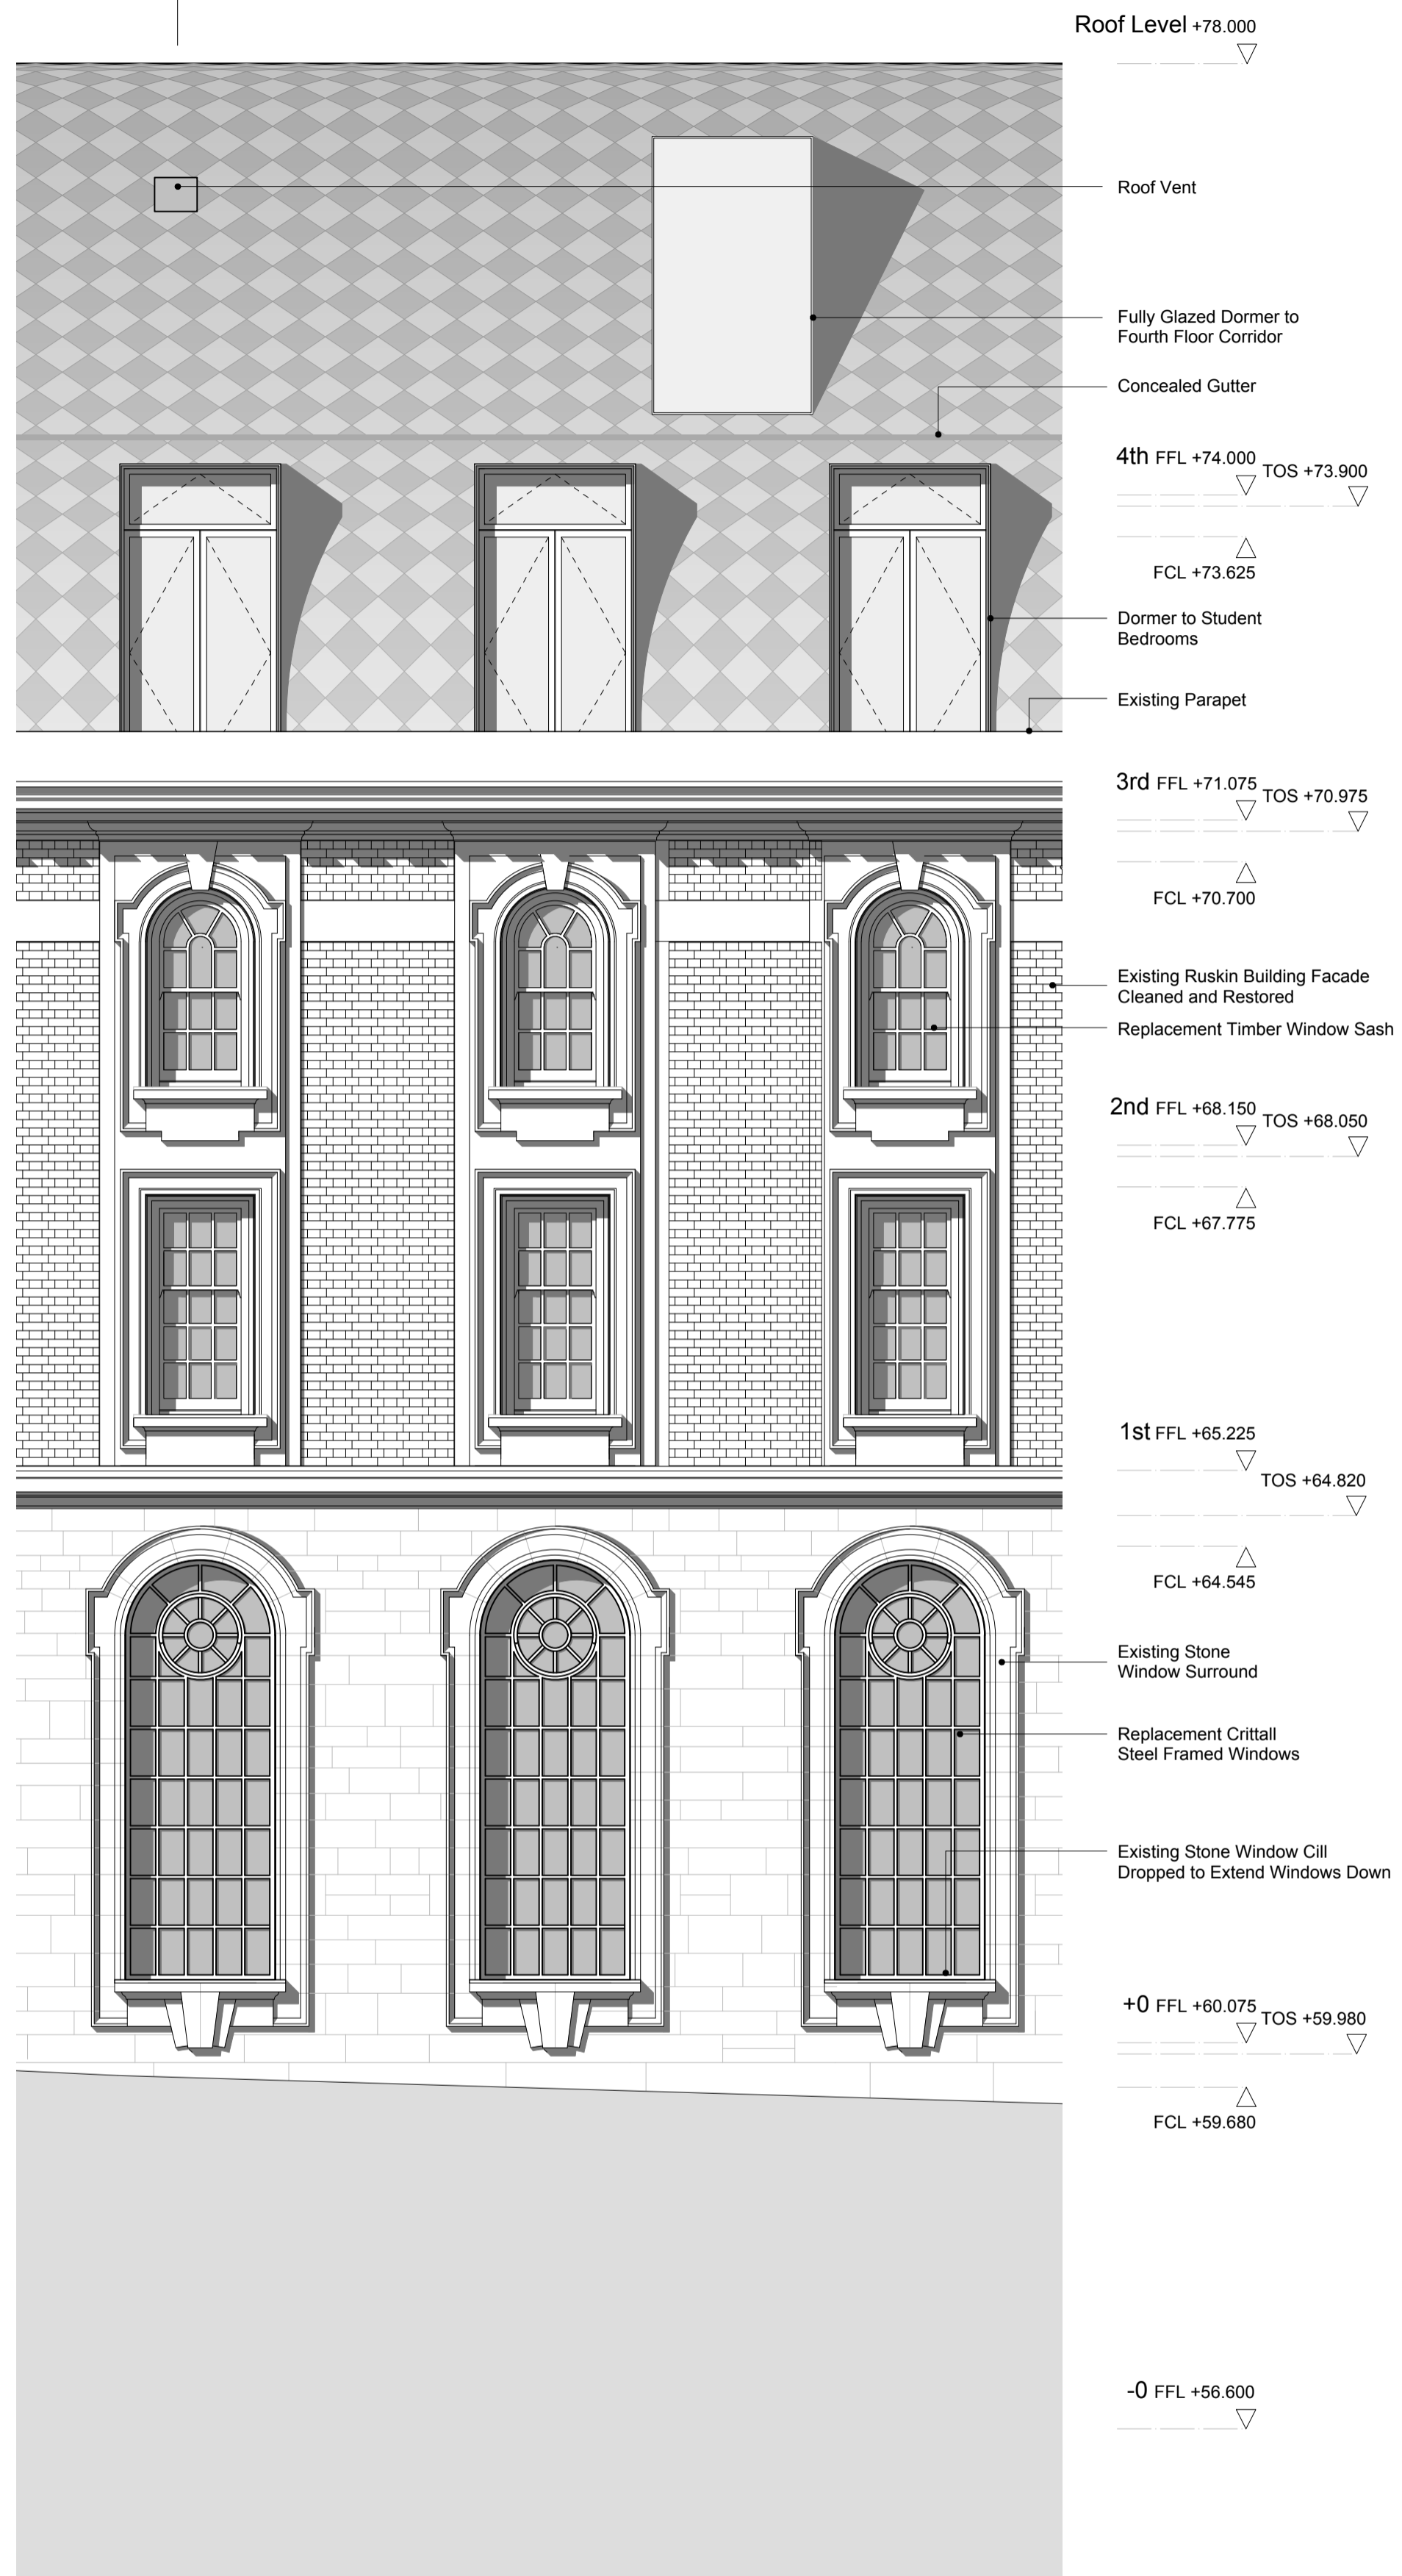 Roof Level +78.000
Roof Vent
Fully Glazed Dormer to
Fourth Floor Corridor
Concealed Gutter
4th FFL +74.000 TOS +73.900
FCL +73.625
Dormer to Student
Bedrooms
Existing Parapet
3rd FFL +71.075 TOS +70.975
FCL +70.700
Existing Ruskin Building Facade
Cleaned and Restored
Replacement Timber Window Sash
2nd FFL +68.150 TOS +68.050
FCL +67.775
1st FFL +65.225
TOS +64.820
FCL +64.545
Existing Stone
Window Surround
Replacement Crittall
Steel Framed Windows
Existing Stone Window Cill
Dropped to Extend Windows Down
+0 FFL +60.075 TOS +59.980
FCL +59.680
-0 FFL +56.600